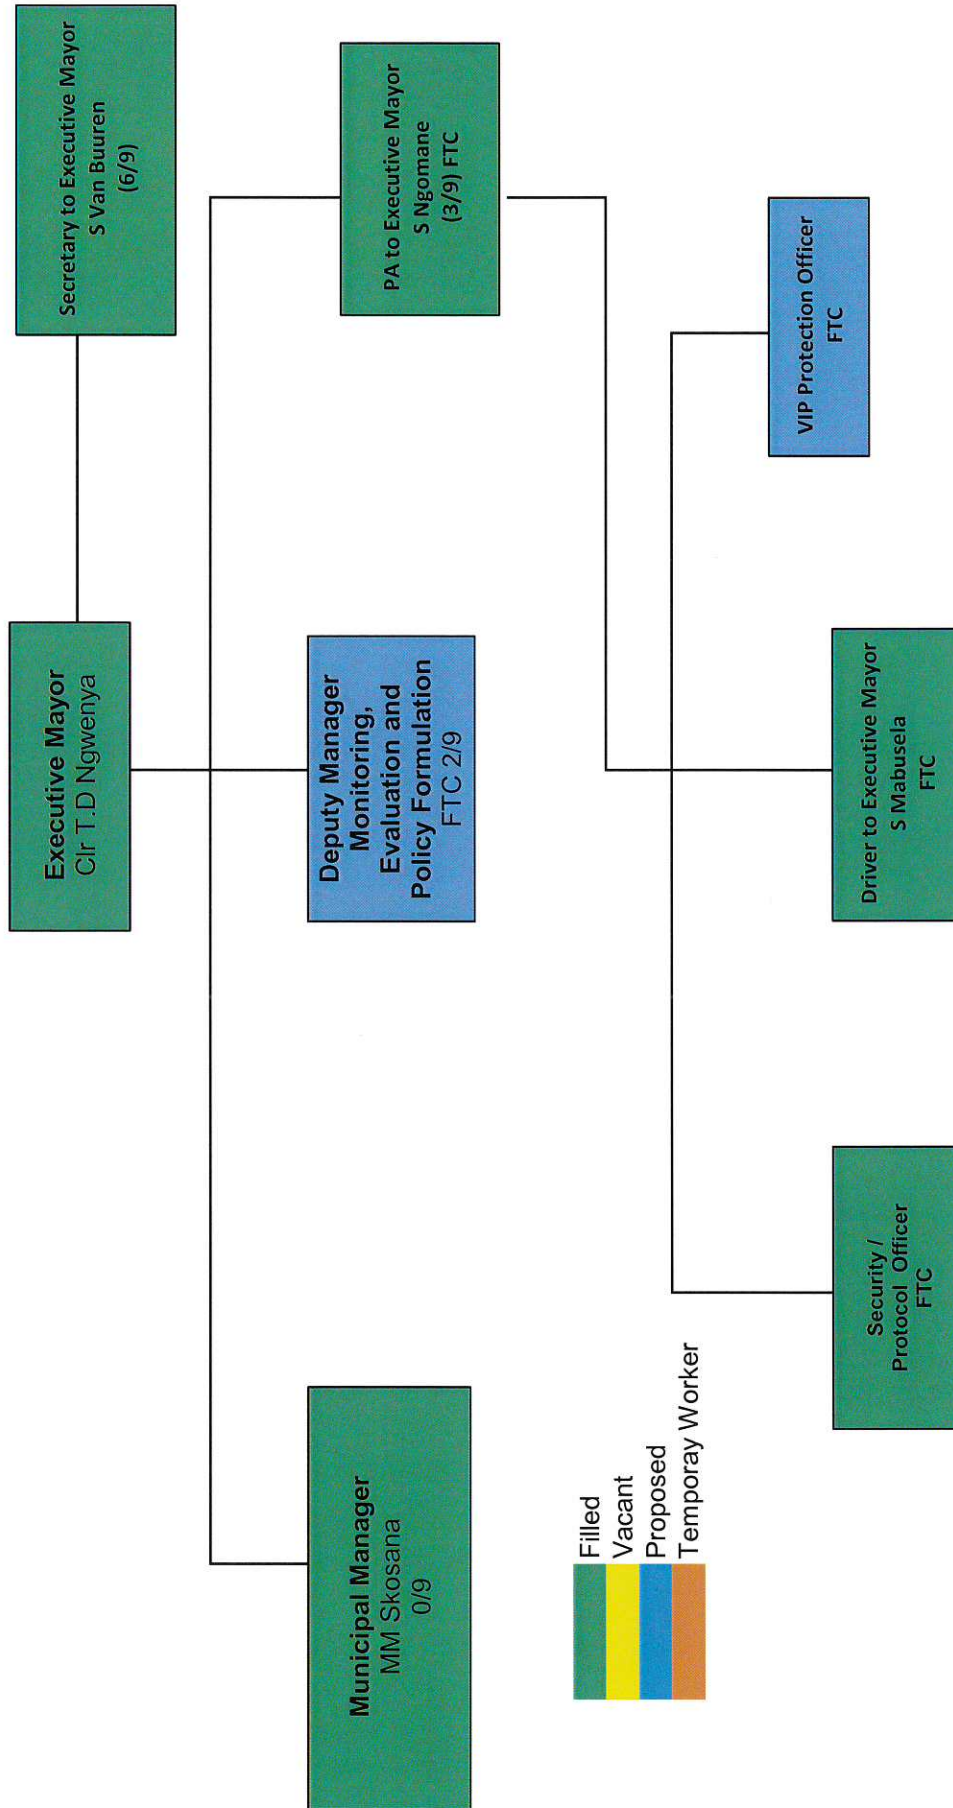 Executive Mayor
Clr T.D Ngwenya
Secretary to Executive Mayor
S Van Buuren
(6/9)
Municipal Manager
MM Skosana
0/9
Deputy Manager
Monitoring,
Evaluation and
Policy Formulation
FTC 2/9
PA to Executive Mayor
S Ngomane
(3/9) FTC
Filled
Vacant
Proposed
Temporay Worker
Security /
Protocol Officer
FTC
Driver to Executive Mayor
S Mabusela
FTC
VIP Protection Officer
FTC